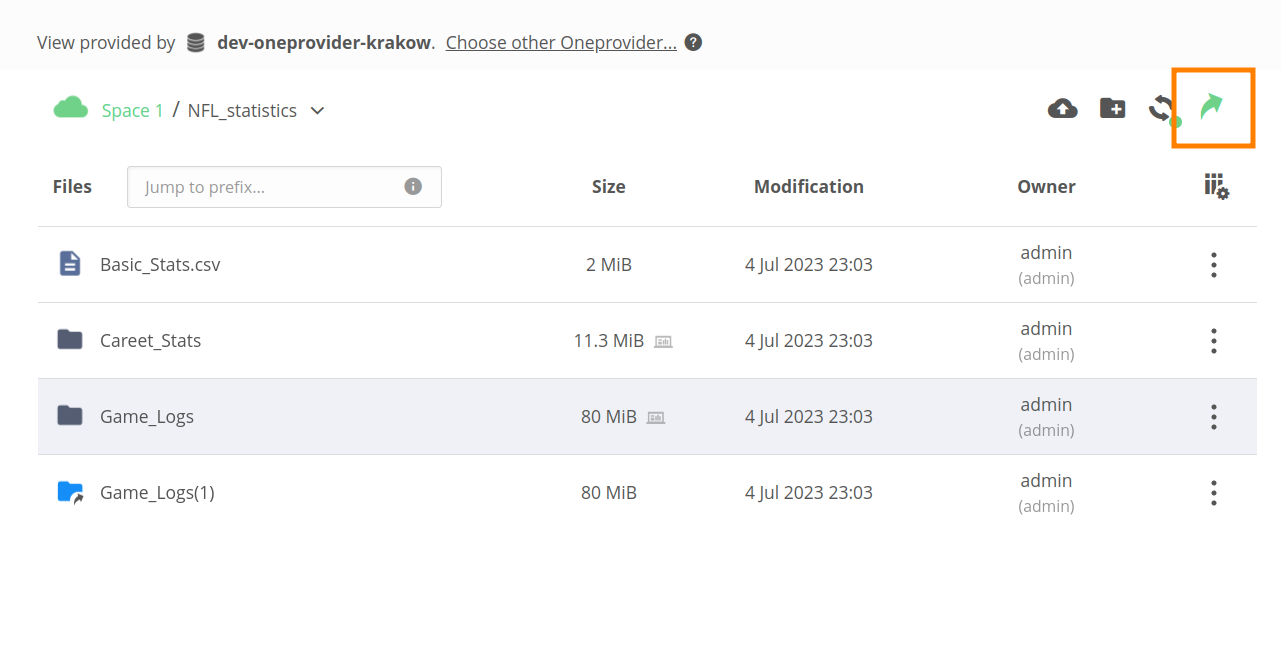 View provided by dev-oneprovider-krakow. Choose other Oneprovider... ?
Space 1 / NFL_statistics
Files Jump to prefix... i Size Modification Owner
Basic_Stats.csv 2 MiB 4 Jul 2023 23:03 admin
(admin)
Careet_Stats 11.3 MiB 4 Jul 2023 23:03 admin
(admin)
Game_Logs 80 MiB 4 Jul 2023 23:03 admin
(admin)
Game_Logs(1) 80 MiB 4 Jul 2023 23:03 admin
(admin)